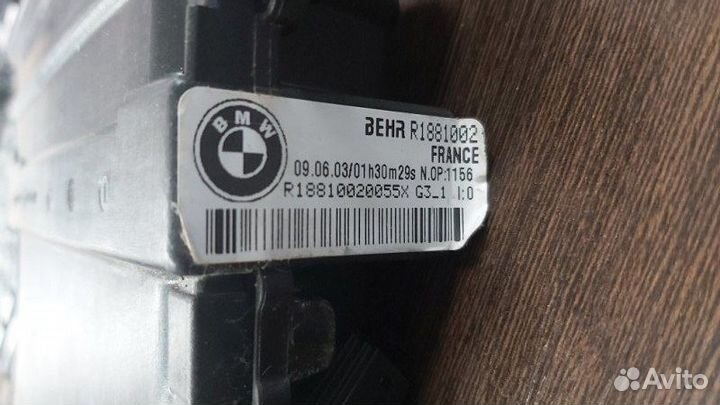 BMW
BEHR R1881002
FRANCE
09.06.03/01h30m29s N.OP:1156
R18810020055X G3_1 I:0
Avito